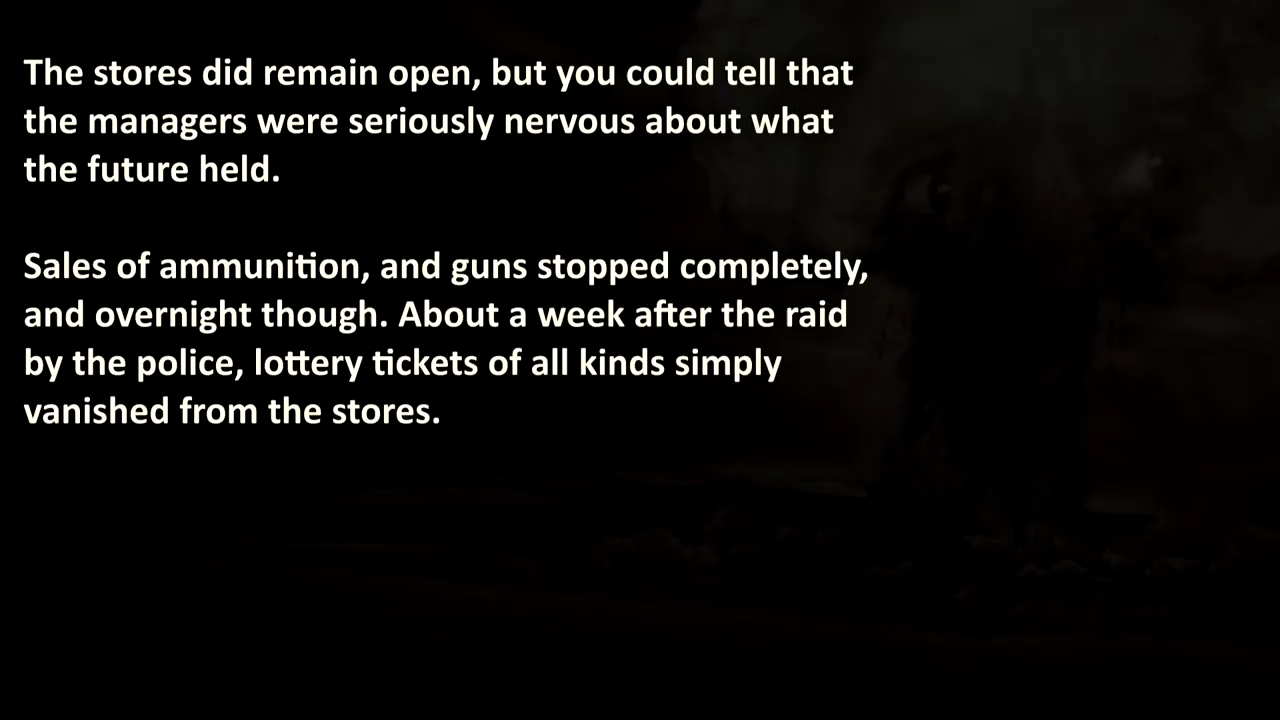 The stores did remain open, but you could tell that
the managers were seriously nervous about what
the future held.
Sales of ammunition, and guns stopped completely,
and overnight though. About a week after the raid
by the police, lottery tickets of all kinds simply
vanished from the stores.